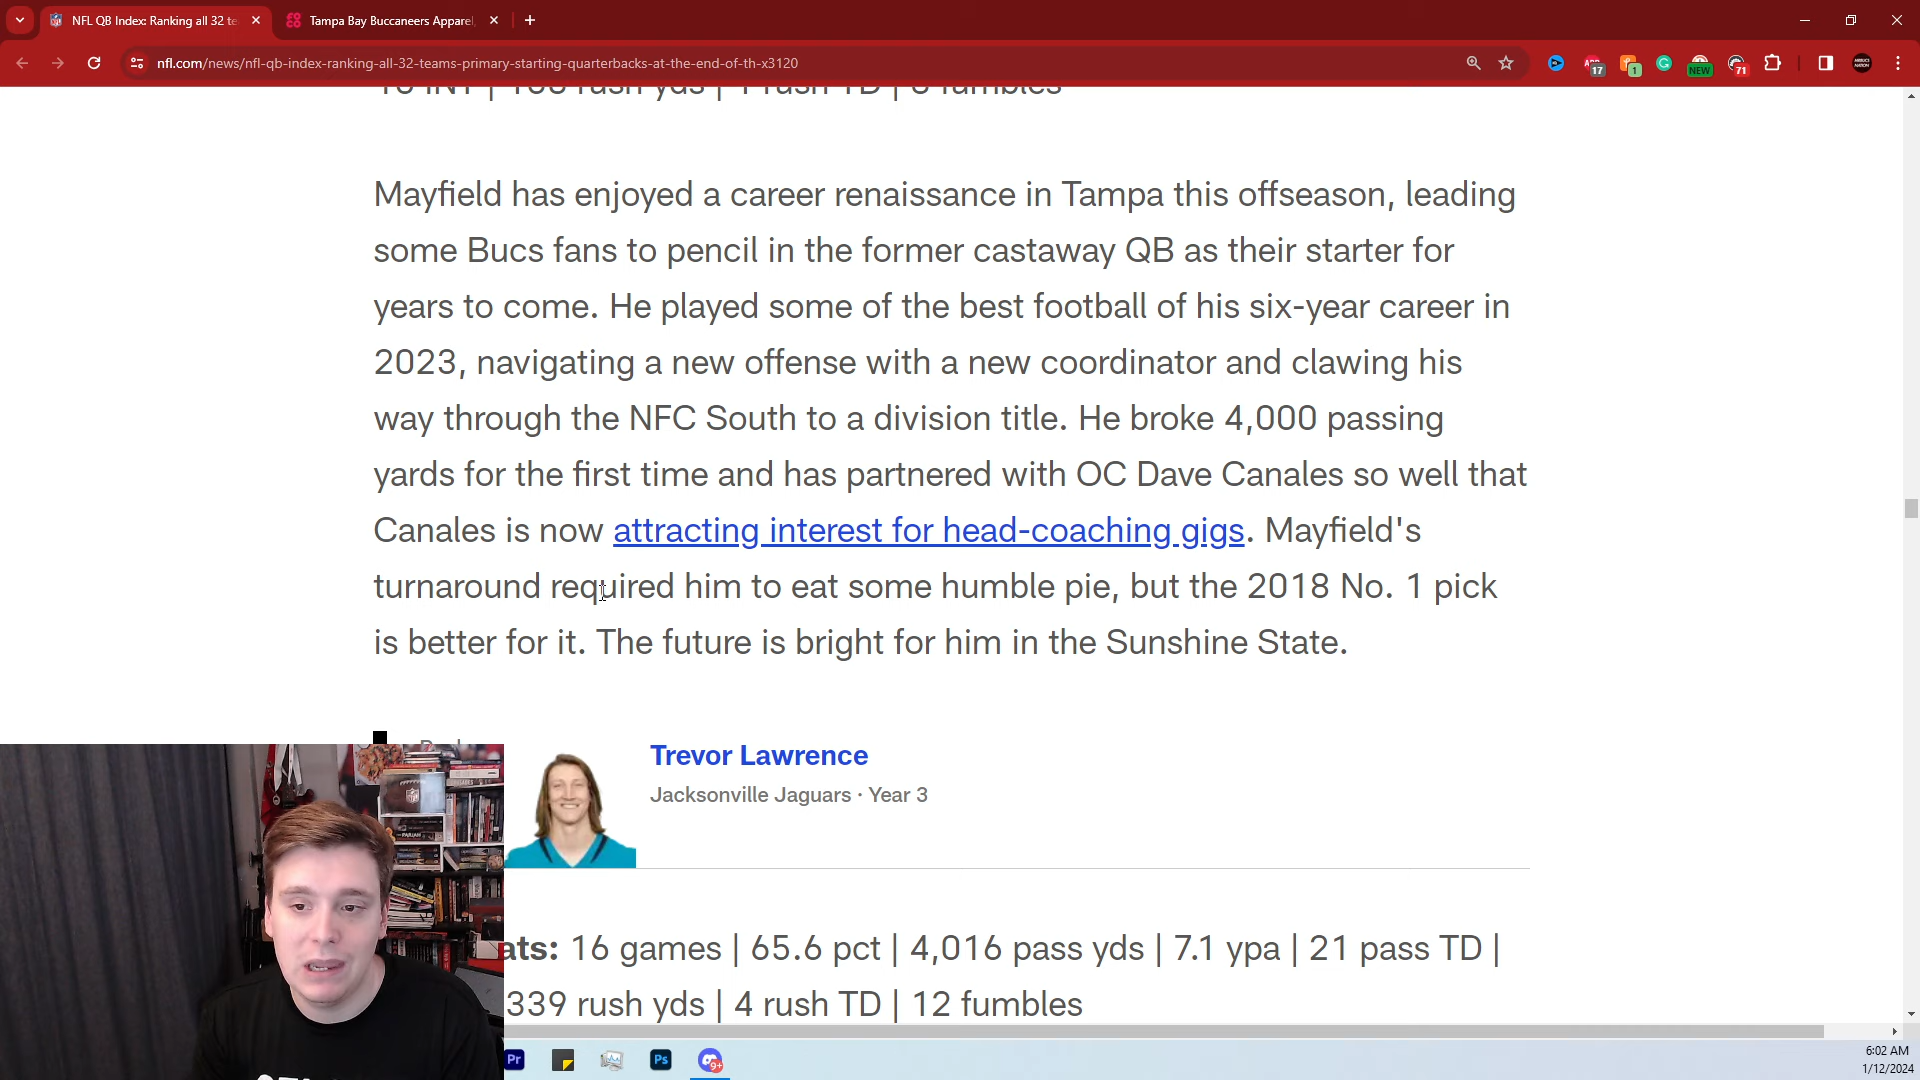 NFL QB Index: Ranking all 32 te
Tampa Bay Buccaneers Apparel,
nfl.com/news/nfl-qb-index-ranking-all-32-teams-primary-starting-quarterbacks-at-the-end-of-th-x3120
17
1
NEW
71
Mayfield has enjoyed a career renaissance in Tampa this offseason, leading
some Bucs fans to pencil in the former castaway QB as their starter for
years to come. He played some of the best football of his six-year career in
2023, navigating a new offense with a new coordinator and clawing his
way through the NFC South to a division title. He broke 4,000 passing
yards for the first time and has partnered with OC Dave Canales so well that
Canales is now attracting interest for head-coaching gigs. Mayfield's
turnaround required him to eat some humble pie, but the 2018 No. 1 pick
is better for it. The future is bright for him in the Sunshine State.
Trevor Lawrence
Jacksonville Jaguars · Year 3
ats: 16 games | 65.6 pct | 4,016 pass yds | 7.1 ypa | 21 pass TD |
339 rush yds | 4 rush TD | 12 fumbles
Pr
Ps
9+
6:02 AM
1/12/2024